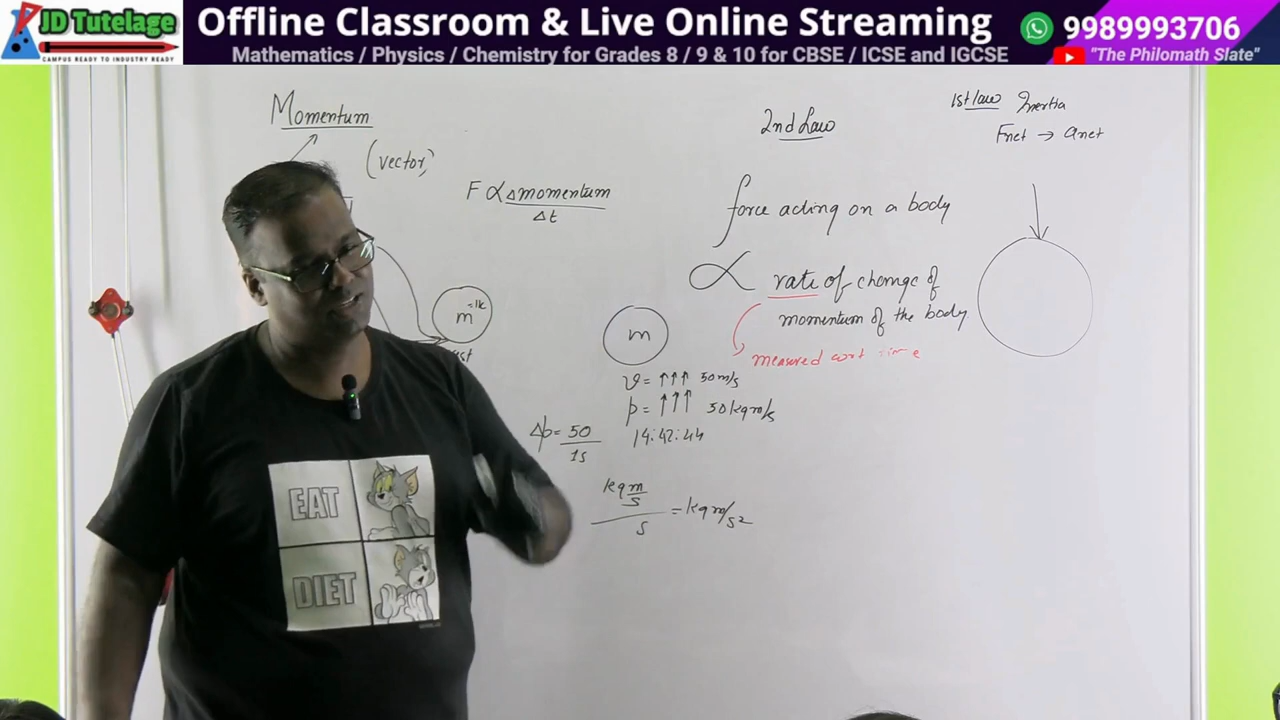 JD Tutelage
CAMPUS READY TO INDUSTRY READY
Offline Classroom & Live Online Streaming
9989993706
Mathematics / Physics / Chemistry for Grades 8 / 9 & 10 for CBSE / ICSE and IGCSE
"The Philomath Slate"
Momentum
(vector)
F ∝ Δmomentum
Δt
m
m
v = ↑↑↑ 50m/s
p = ↑↑↑ 50kgm/s
14:42:44
Δp = 50
1s
kg m
s
s
= kgm/s2
2nd Law
force acting on a body
∝ rate of change of
momentum of the body
measured
1st law Inertia
Fnet → anet
EAT
DIET